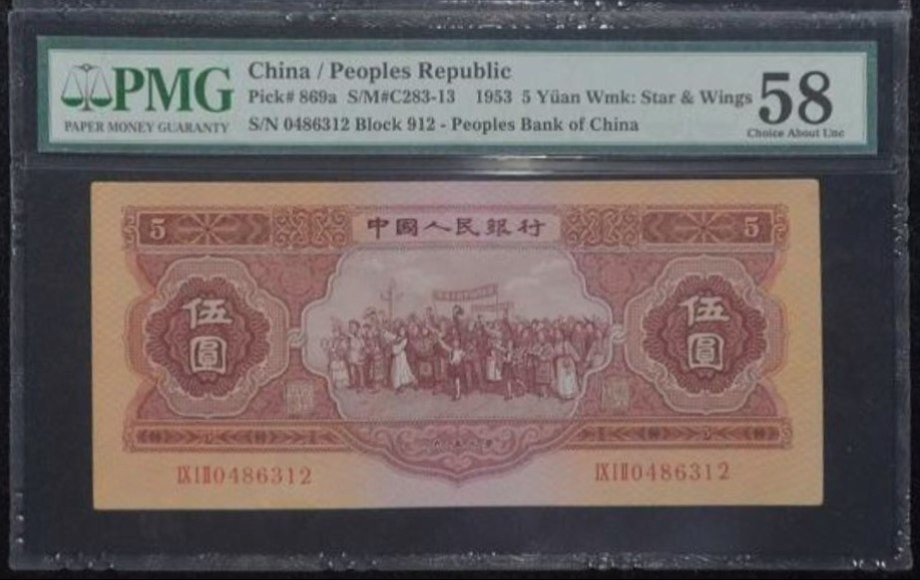 PMG
PAPER MONEY GUARANTY
China / Peoples Republic
Pick# 869a S/M#C283-13 1953 5 Yüan Wmk: Star & Wings
S/N 0486312 Block 912 - Peoples Bank of China
58
Choice About Unc
5 中國人民銀行 5
伍圓 伍圓
ⅨⅠⅡ0486312 ⅨⅠⅡ0486312